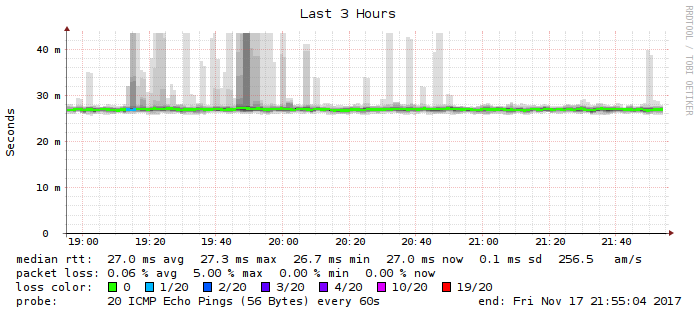 Last 3 Hours
RRDTOOL / TOBI OETIKER
Seconds
40 m
30 m
20 m
10 m
0
19:00 19:20 19:40 20:00 20:20 20:40 21:00 21:20 21:40
median rtt: 27.0 ms avg 27.3 ms max 26.7 ms min 27.0 ms now 0.1 ms sd 256.5 am/s
packet loss: 0.06 % avg 5.00 % max 0.00 % min 0.00 % now
loss color: 0 1/20 2/20 3/20 4/20 10/20 19/20
probe: 20 ICMP Echo Pings (56 Bytes) every 60s end: Fri Nov 17 21:55:04 2017